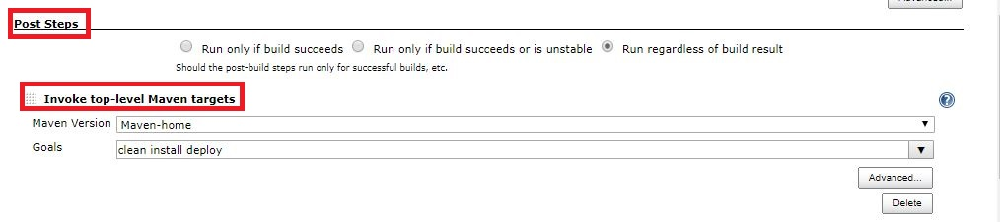 Advanced...
Post Steps
Run only if build succeeds Run only if build succeeds or is unstable Run regardless of build result
Should the post-build steps run only for successful builds, etc.
Invoke top-level Maven targets ?
Maven Version Maven-home
Goals clean install deploy
Advanced...
Delete